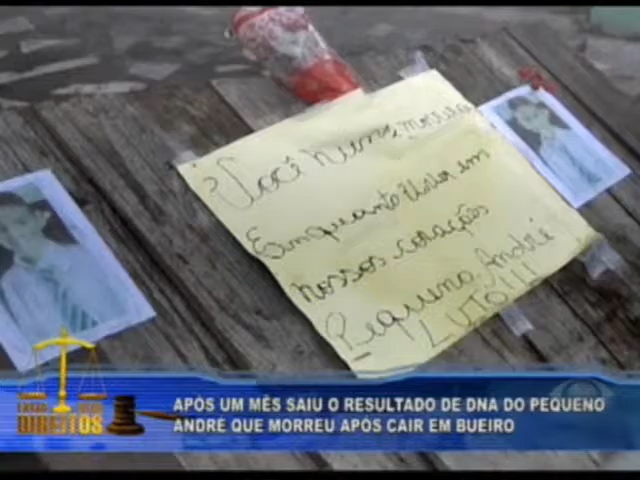 Você nunca morrerá
Enquanto viver em
nossos corações
Pequeno André
LUTO!!!
DIREITOS
APÓS UM MÊS SAIU O RESULTADO DE DNA DO PEQUENO
ANDRÉ QUE MORREU APÓS CAIR EM BUEIRO